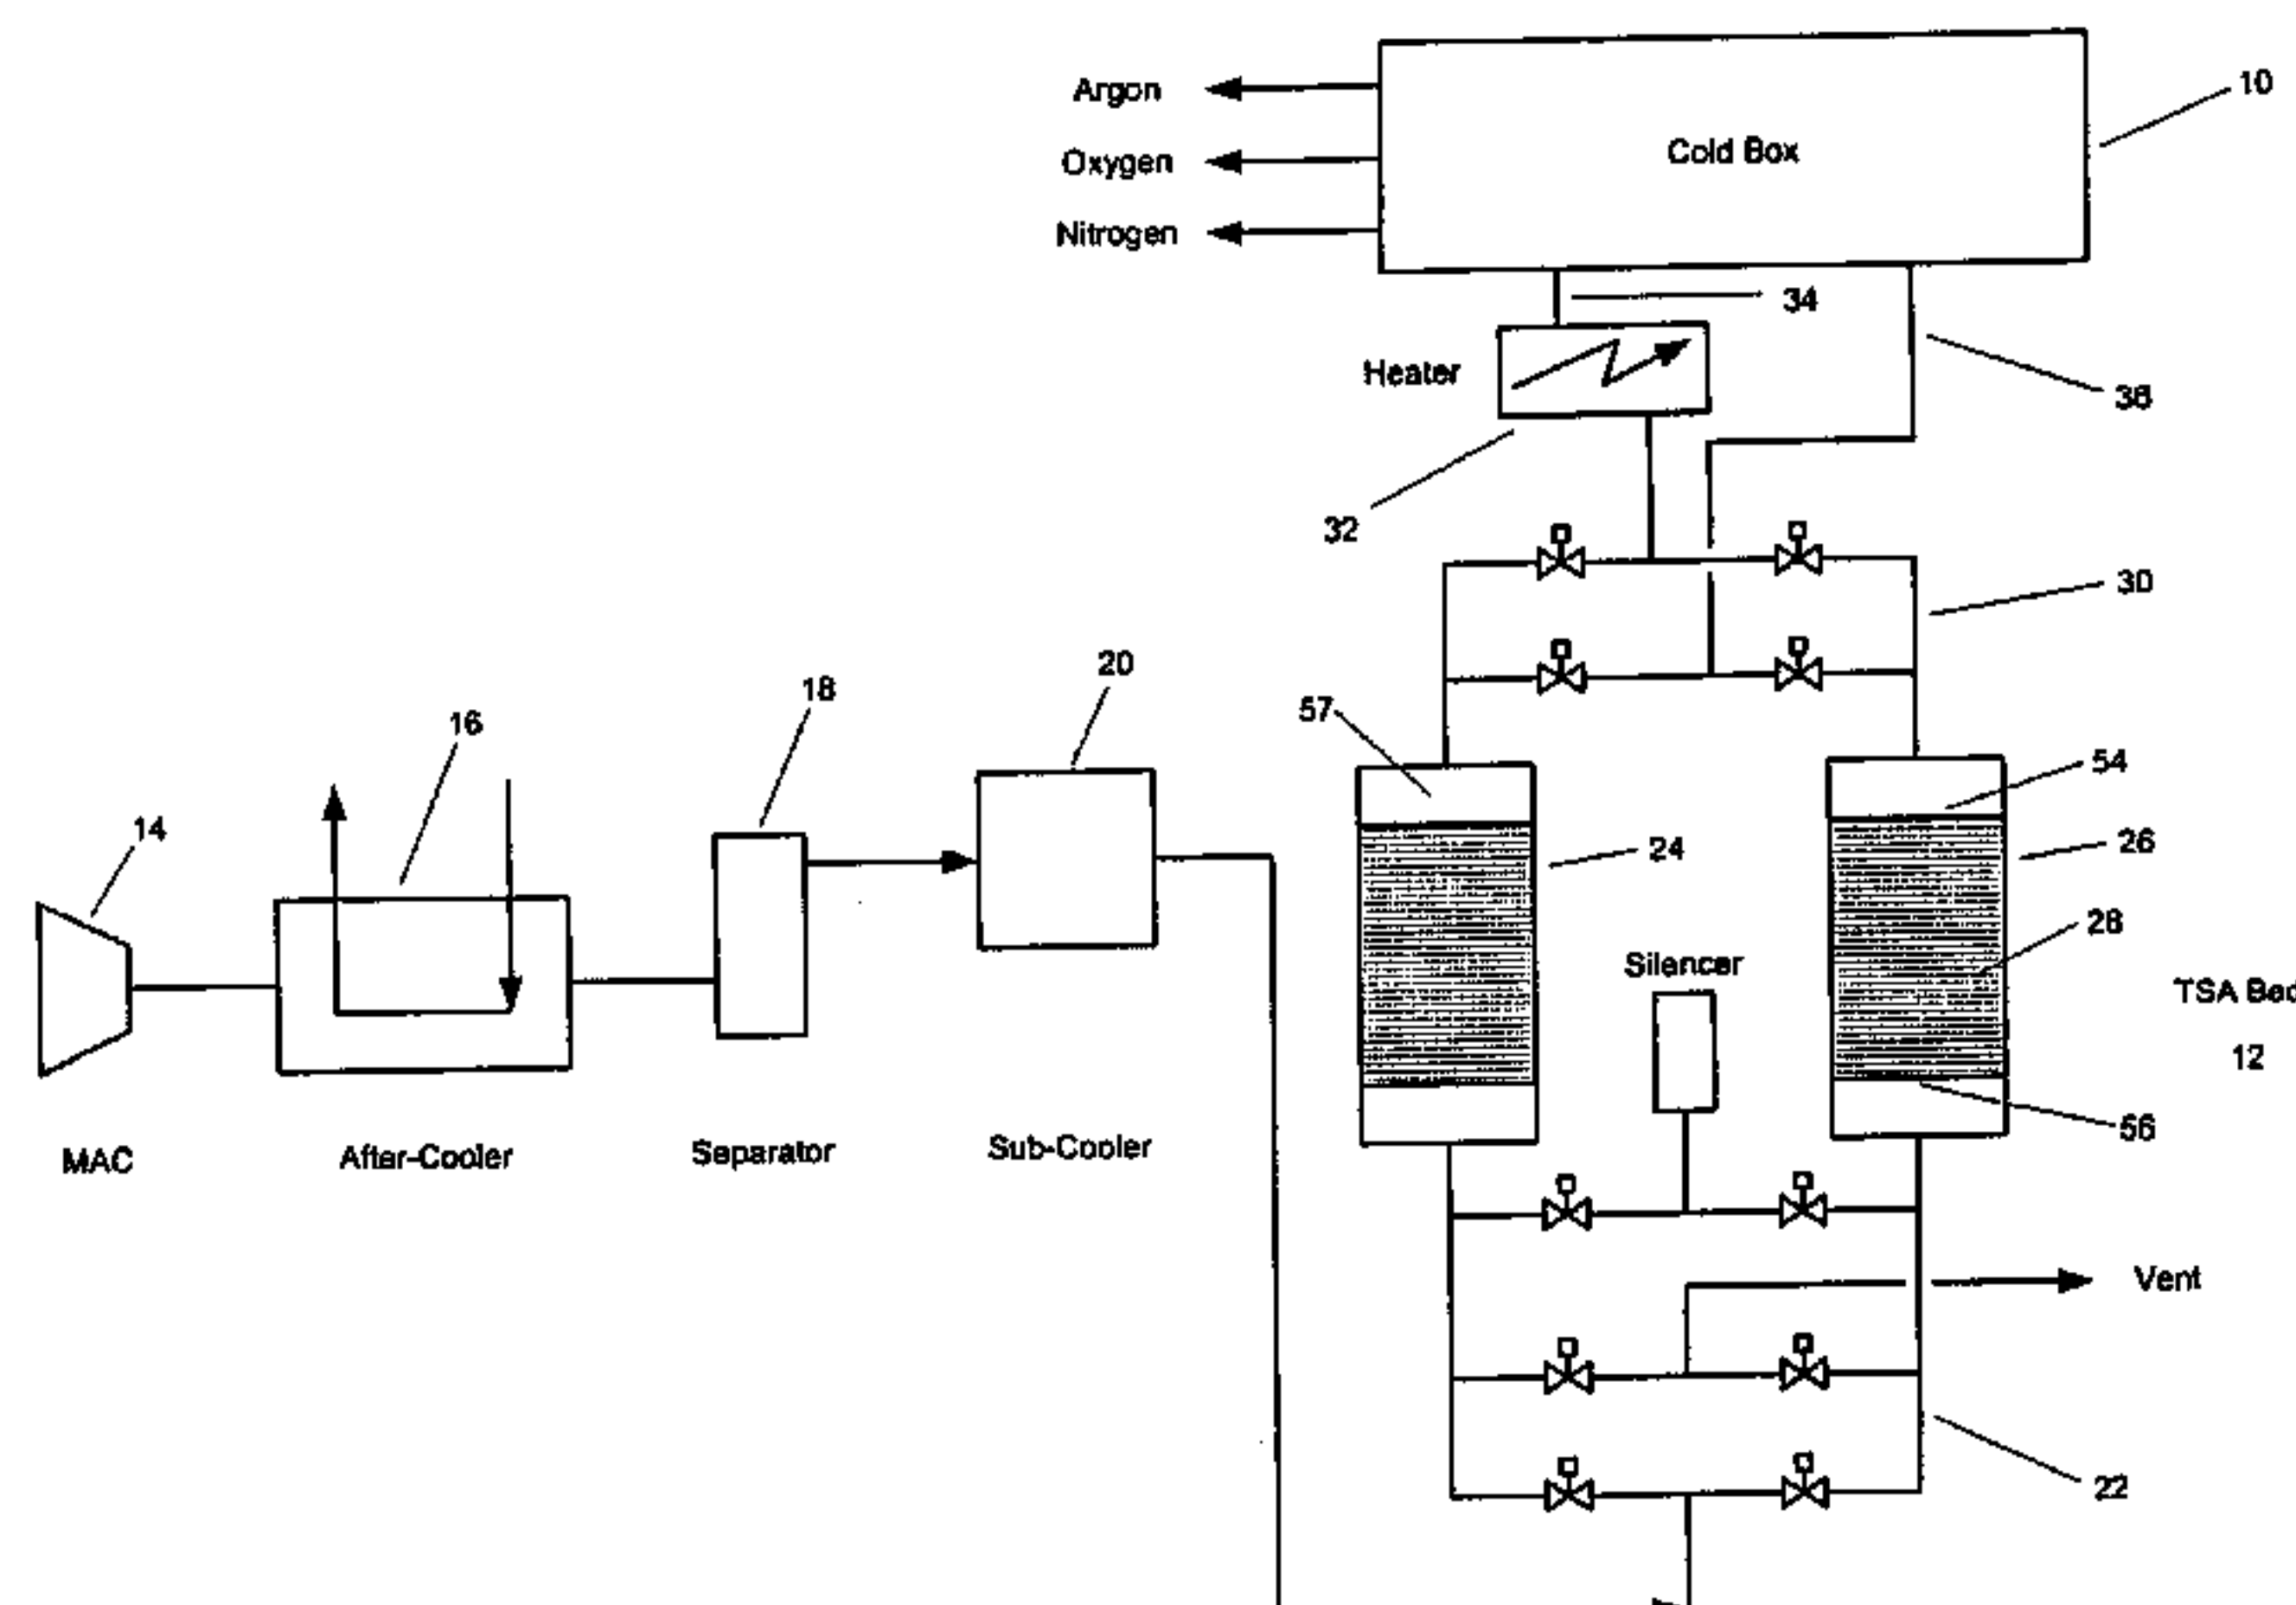 Argon
Oxygen
Nitrogen
Cold Box
10
34
Heater
36
32
30
20
18
16
14
57
54
24
26
28
Silencer
TSA Bed
12
56
MAC
After-Cooler
Separator
Sub-Cooler
Vent
22